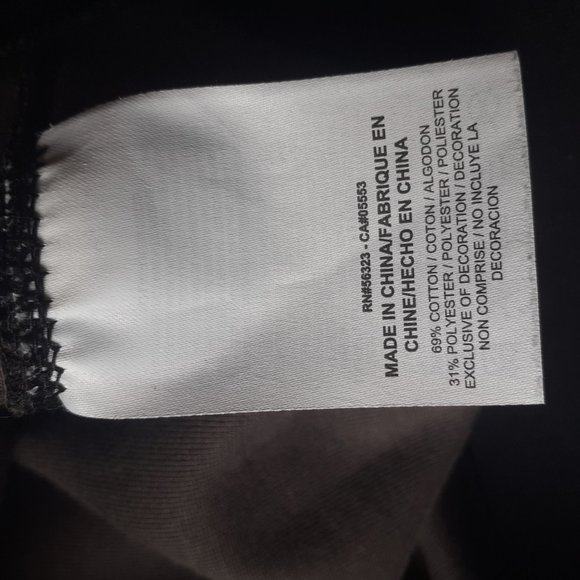 RN#56323 - CA#05553
MADE IN CHINA/FABRIQUE EN
CHINE/HECHO EN CHINA
69% COTTON / COTON / ALGODON
31% POLYESTER / POLYESTER / POLIESTER
EXCLUSIVE OF DECORATION / DECORATION
NON COMPRISE / NO INCLUYE LA
DECORACION